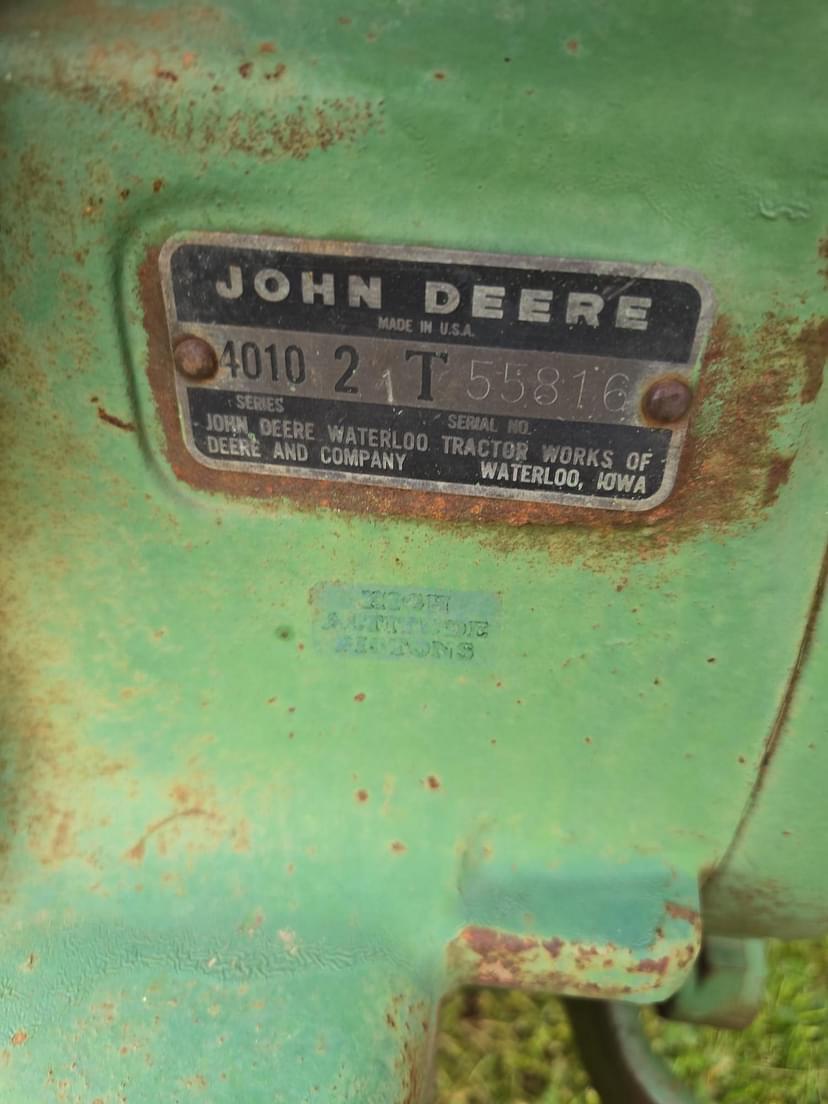 JOHN DEERE
MADE IN U.S.A.
4010 2 1 T 55816
SERIES SERIAL NO.
JOHN DEERE WATERLOO TRACTOR WORKS OF
DEERE AND COMPANY WATERLOO, IOWA
HIGH
ALTITUDE
PISTONS